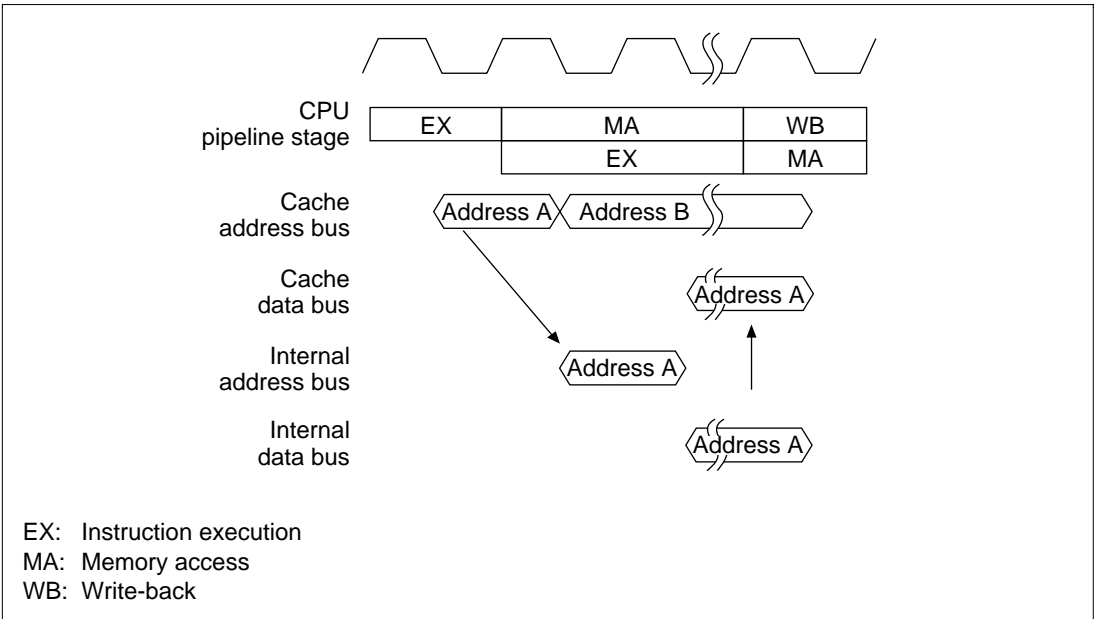 CPU
pipeline stage
EX MA WB
EX MA
Cache
address bus
Address A Address B
Cache
data bus
Address A
Internal
address bus
Address A
Internal
data bus
Address A
EX: Instruction execution
MA: Memory access
WB: Write-back